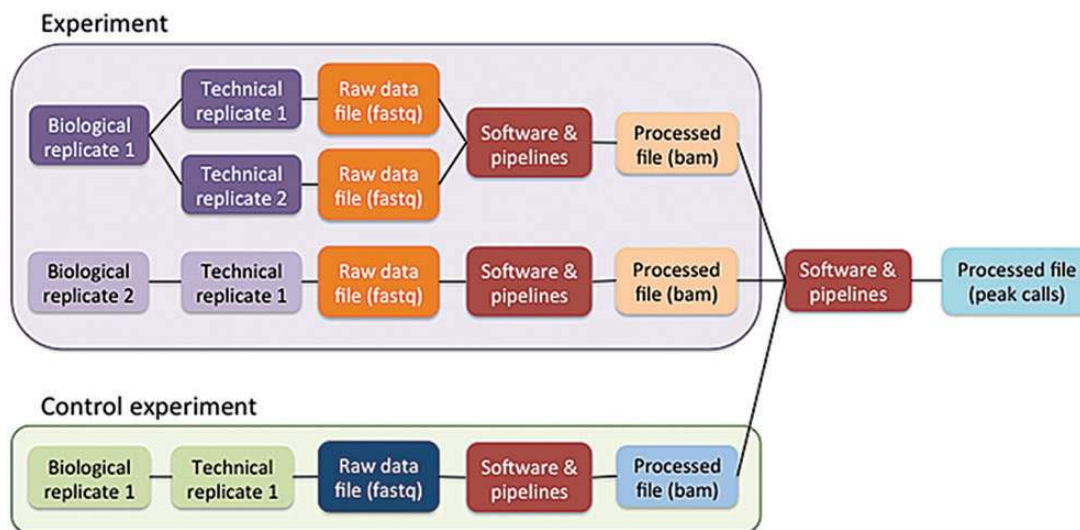 Experiment
Biological
replicate 1
Technical
replicate 1
Raw data
file (fastq)
Technical
replicate 2
Raw data
file (fastq)
Software &
pipelines
Processed
file (bam)
Biological
replicate 2
Technical
replicate 1
Raw data
file (fastq)
Software &
pipelines
Processed
file (bam)
Software &
pipelines
Processed file
(peak calls)
Control experiment
Biological
replicate 1
Technical
replicate 1
Raw data
file (fastq)
Software &
pipelines
Processed
file (bam)